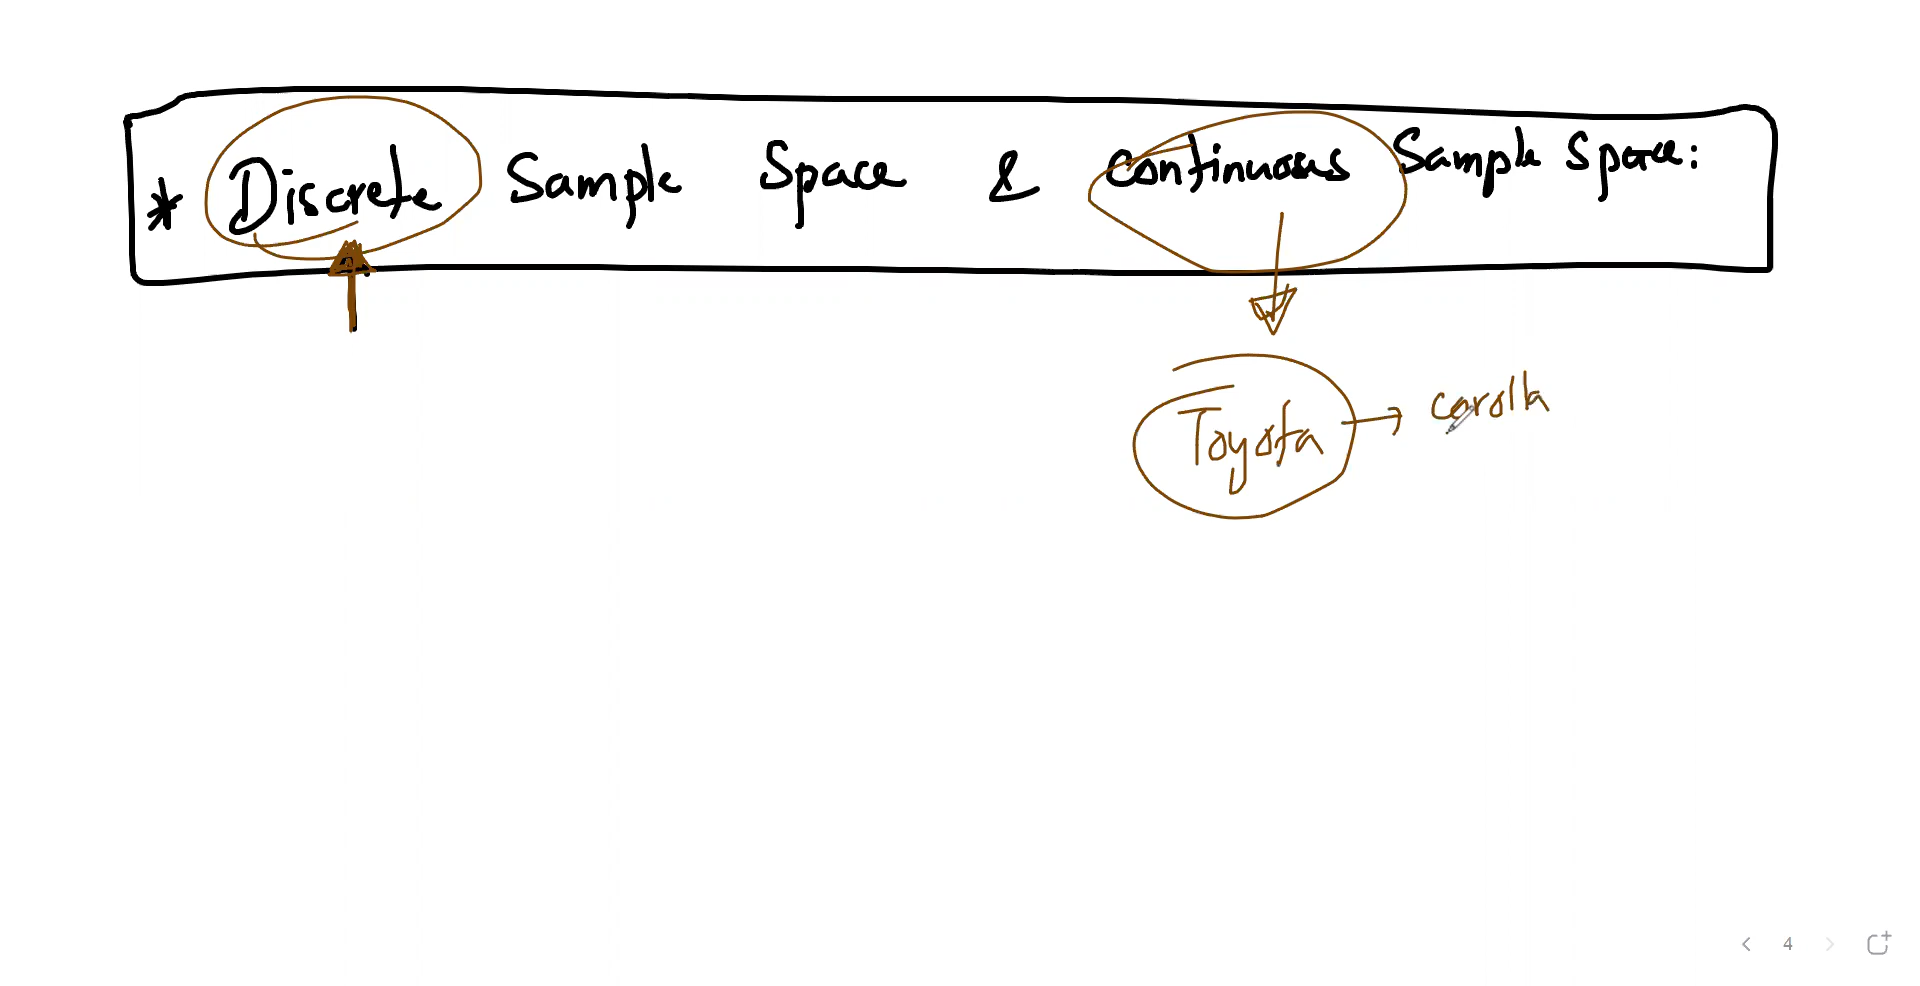 * Discrete Sample Space & Continuous Sample Space:
Toyota → corolla
4